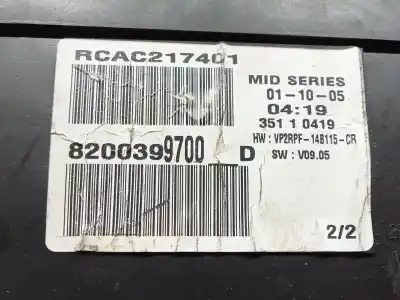 RCAC217401
MID SERIES
01-10-05
04:19
351 1 0419
HW: VP2RPF-14B115-CR
8200399700__D
SW: V09.05
2/2